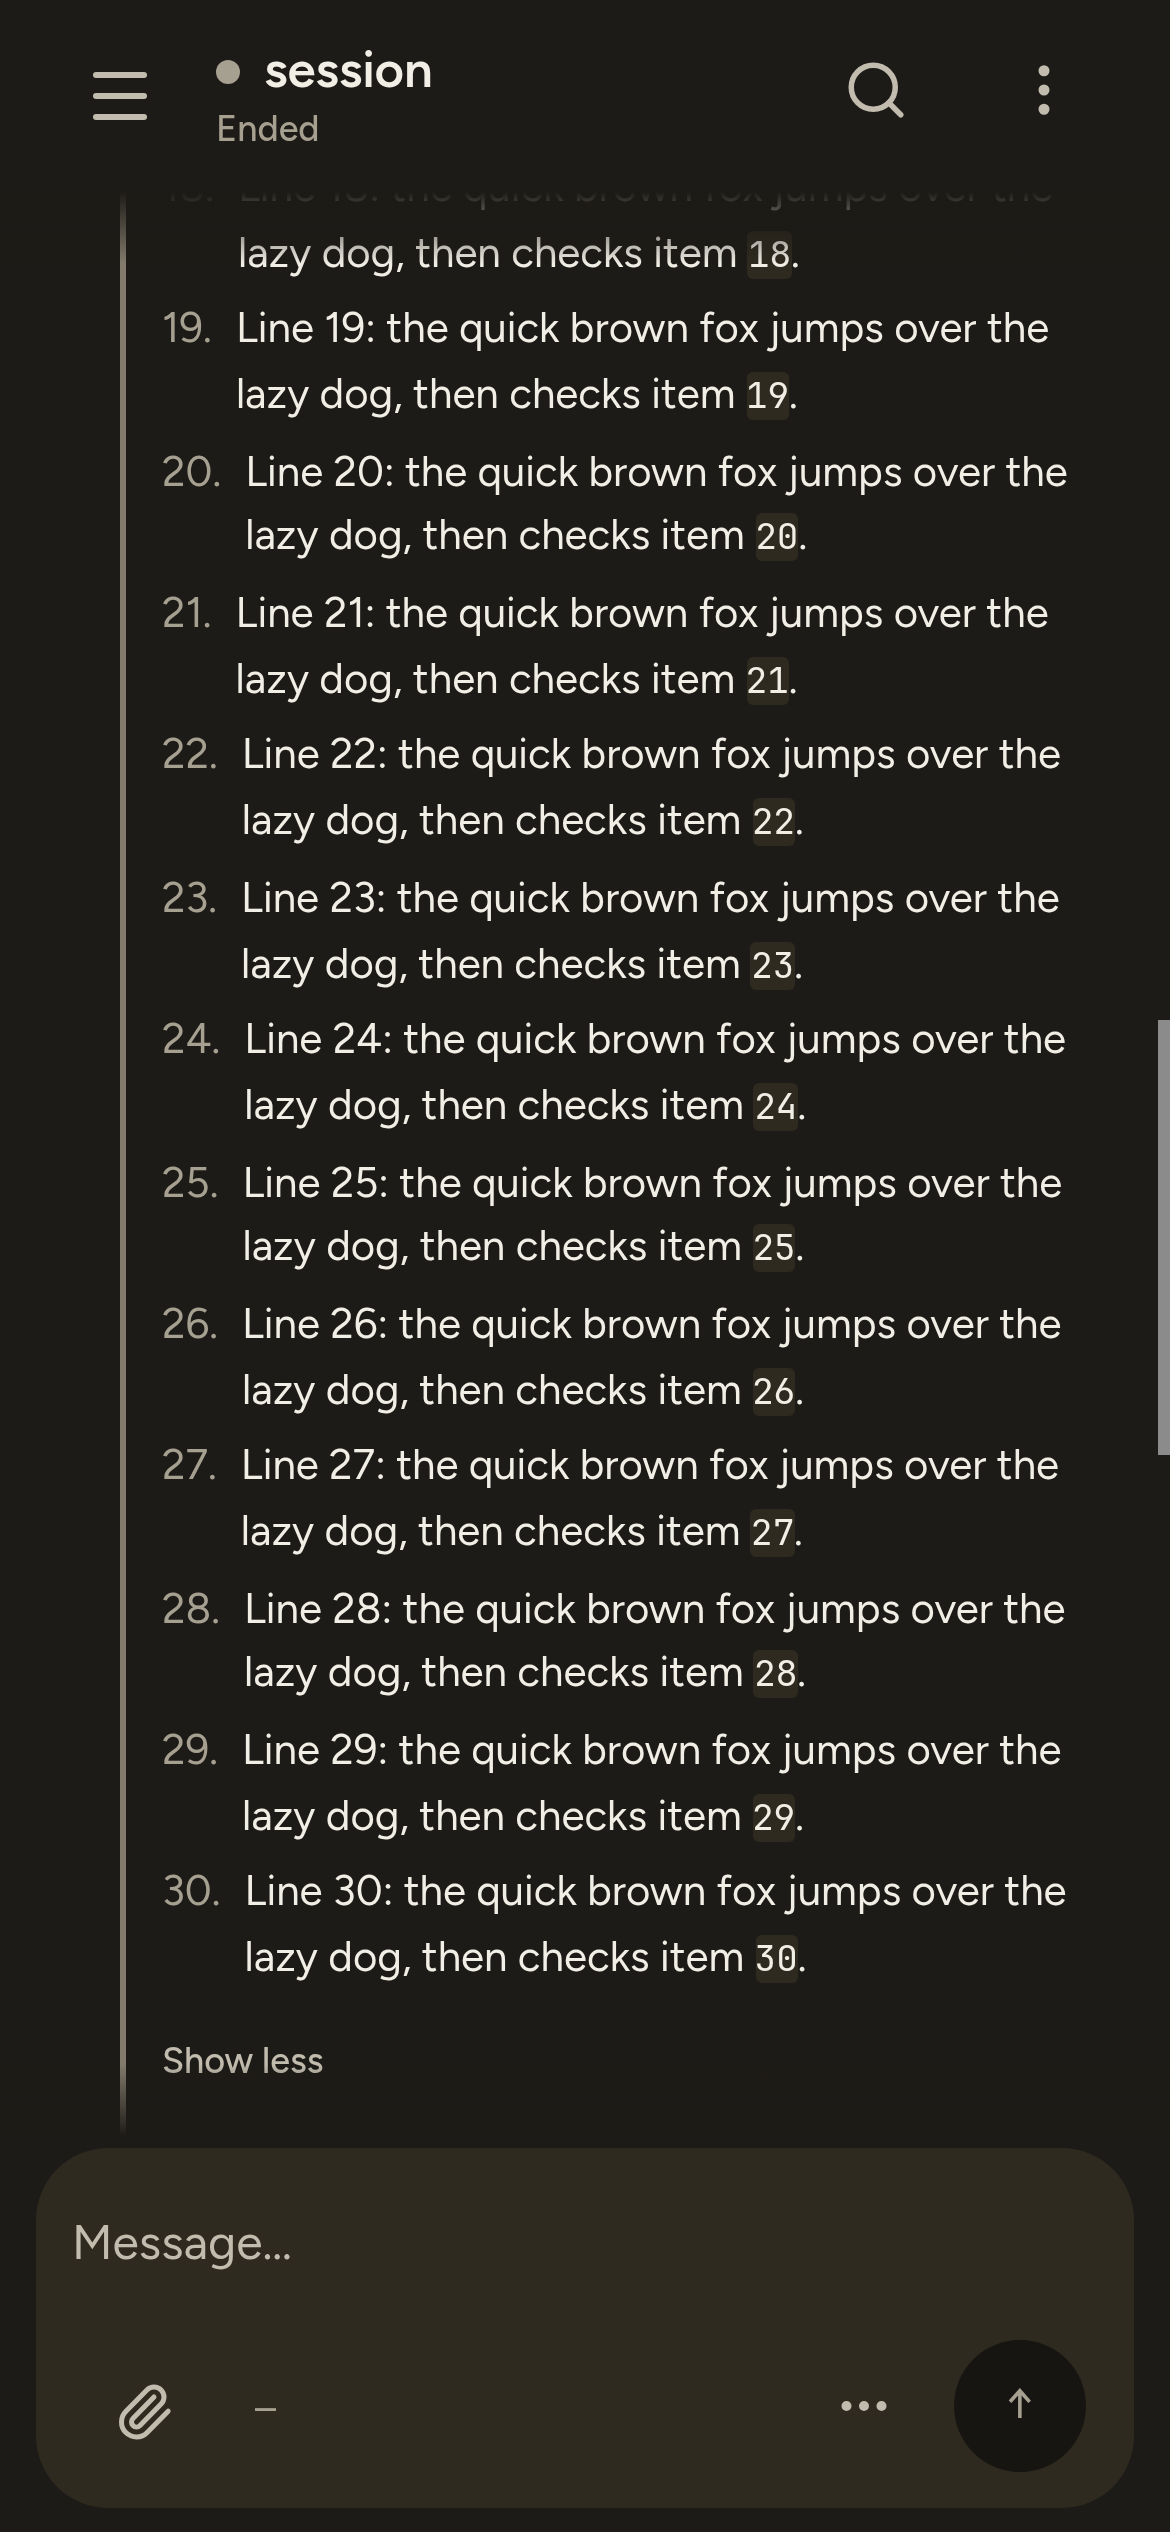 session
Ended
18. Line 18: the quick brown fox jumps over the
lazy dog, then checks item 18.
19. Line 19: the quick brown fox jumps over the
lazy dog, then checks item 19.
20. Line 20: the quick brown fox jumps over the
lazy dog, then checks item 20.
21. Line 21: the quick brown fox jumps over the
lazy dog, then checks item 21.
22. Line 22: the quick brown fox jumps over the
lazy dog, then checks item 22.
23. Line 23: the quick brown fox jumps over the
lazy dog, then checks item 23.
24. Line 24: the quick brown fox jumps over the
lazy dog, then checks item 24.
25. Line 25: the quick brown fox jumps over the
lazy dog, then checks item 25.
26. Line 26: the quick brown fox jumps over the
lazy dog, then checks item 26.
27. Line 27: the quick brown fox jumps over the
lazy dog, then checks item 27.
28. Line 28: the quick brown fox jumps over the
lazy dog, then checks item 28.
29. Line 29: the quick brown fox jumps over the
lazy dog, then checks item 29.
30. Line 30: the quick brown fox jumps over the
lazy dog, then checks item 30.
Show less
Message...